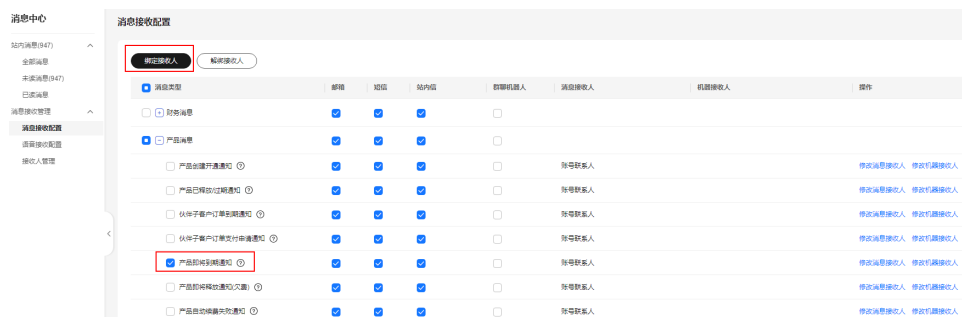 消息中心
消息接收配置
站内消息(947)
全部消息
未读消息(947)
已读消息
消息接收管理
消息接收配置
语音接收配置
接收人管理
绑定接收人 解绑接收人
消息类型 邮箱 短信 站内信 群聊机器人 消息接收人 机器接收人 操作
财务消息
产品消息
产品创建开通通知 账号联系人 修改消息接收人 修改机器接收人
产品已释放/过期通知 账号联系人 修改消息接收人 修改机器接收人
伙伴子客户订单到期通知 账号联系人 修改消息接收人 修改机器接收人
伙伴子客户订单支付申请通知 账号联系人 修改消息接收人 修改机器接收人
产品即将到期通知 账号联系人 修改消息接收人 修改机器接收人
产品即将释放通知(欠费) 账号联系人 修改消息接收人 修改机器接收人
产品自动续费失败通知 账号联系人 修改消息接收人 修改机器接收人